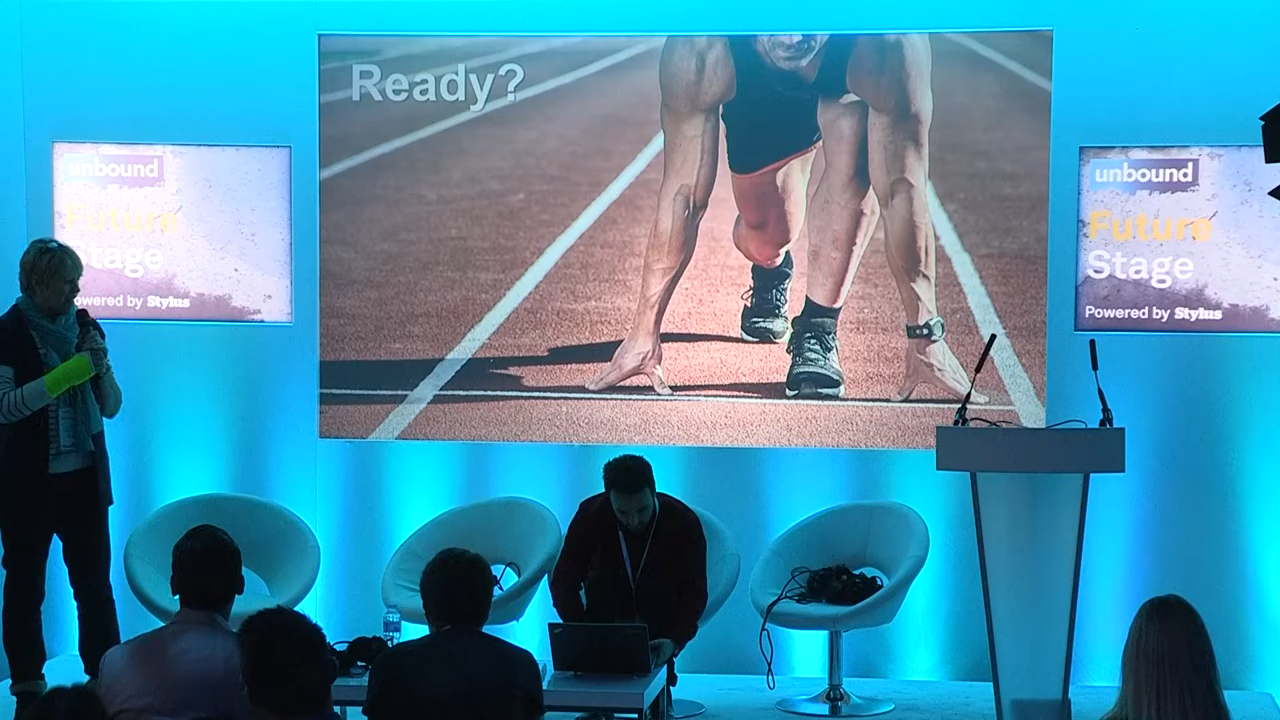 Ready?
unbound
Future
Stage
Powered by Stylus
unbound
Future
Stage
Powered by Stylus